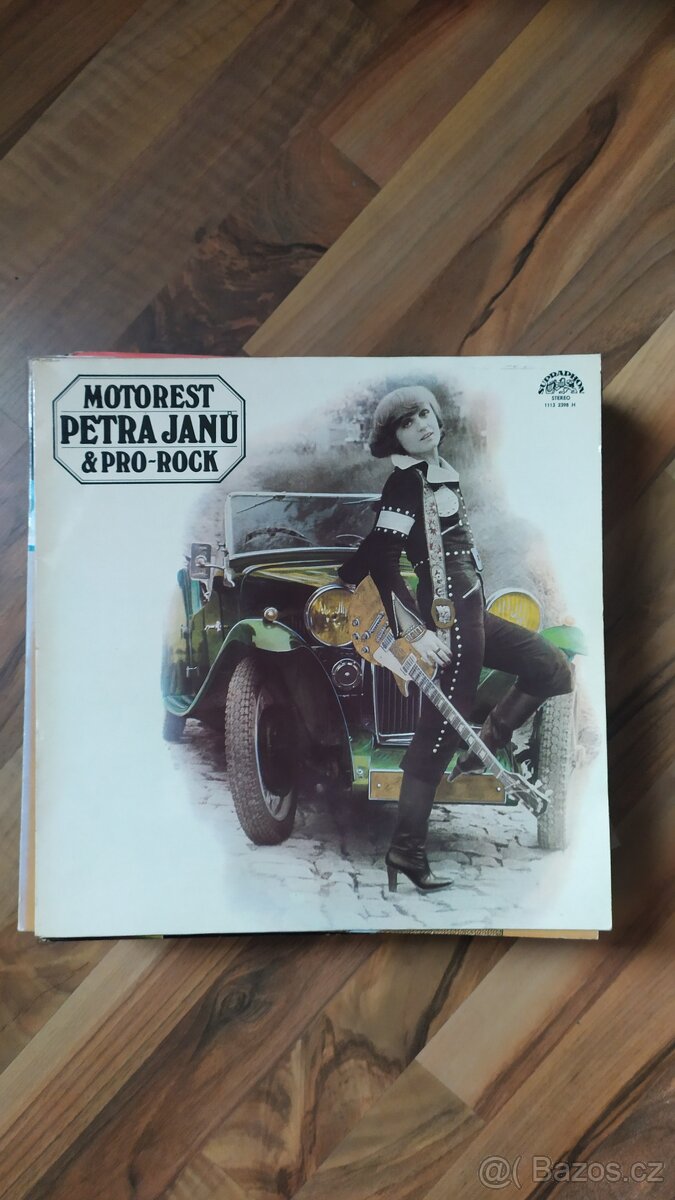 MOTOREST
PETRA JANŮ
& PRO-ROCK
SUPRAPHON
STEREO
1113 2398 H
@( Bazos.cz